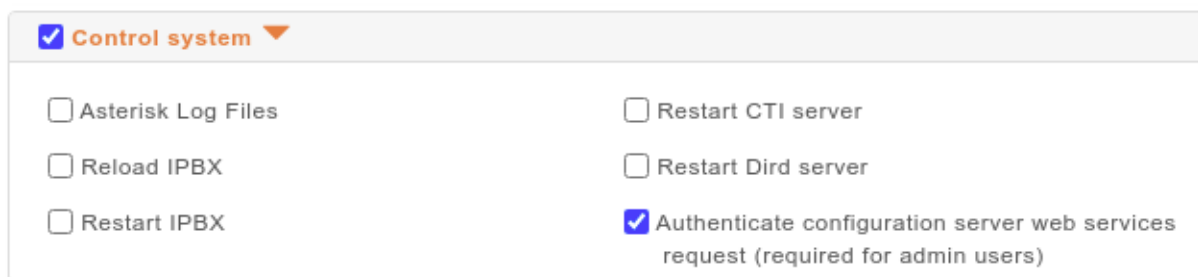 Control system
Asterisk Log Files
Restart CTI server
Reload IPBX
Restart Dird server
Restart IPBX
Authenticate configuration server web services
request (required for admin users)